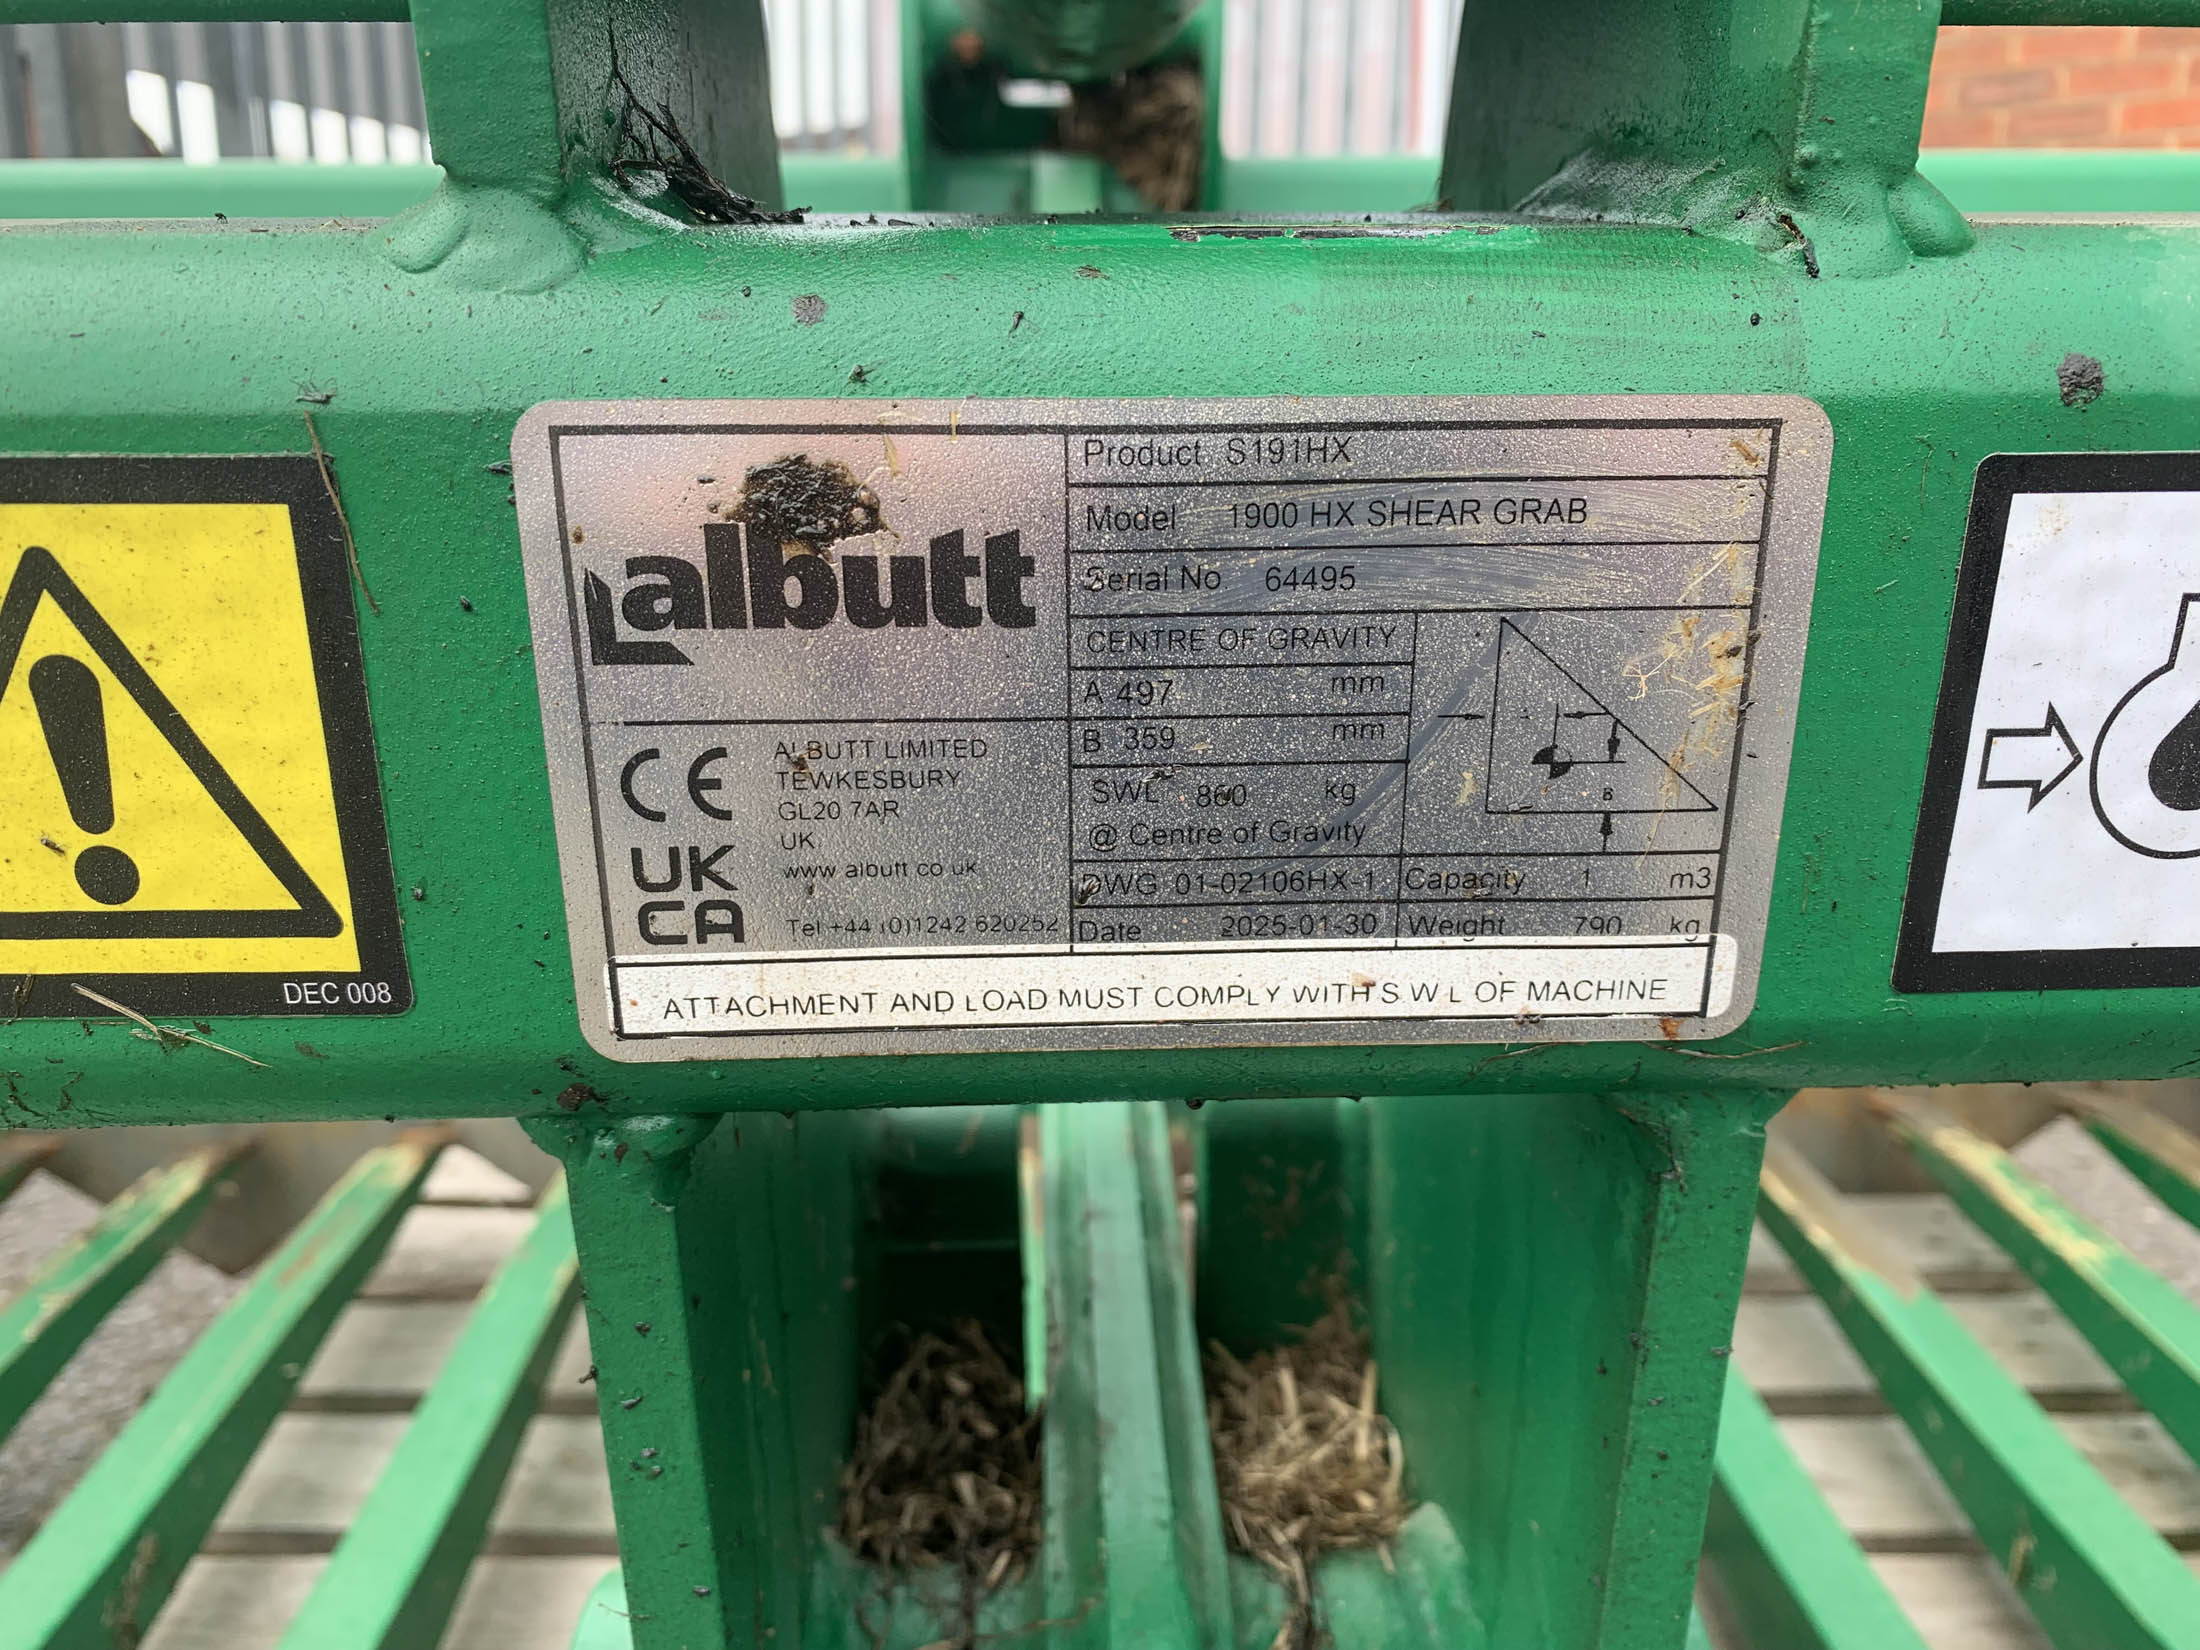 albutt
Product S191HX
Model 1900 HX SHEAR GRAB
Serial No 64495
CENTRE OF GRAVITY
A 497 mm
B 359 mm
SWL 860 kg
@ Centre of Gravity
DWG 01-02106HX-1
Capacity 1 m3
Date 2025-01-30
Weight 790 kg
B
CE
UK
CA
ALBUTT LIMITED
TEWKESBURY
GL20 7AR
UK
www albutt co uk
Tel +44 (0)1242 620252
ATTACHMENT AND LOAD MUST COMPLY WITH S W L OF MACHINE
DEC 008